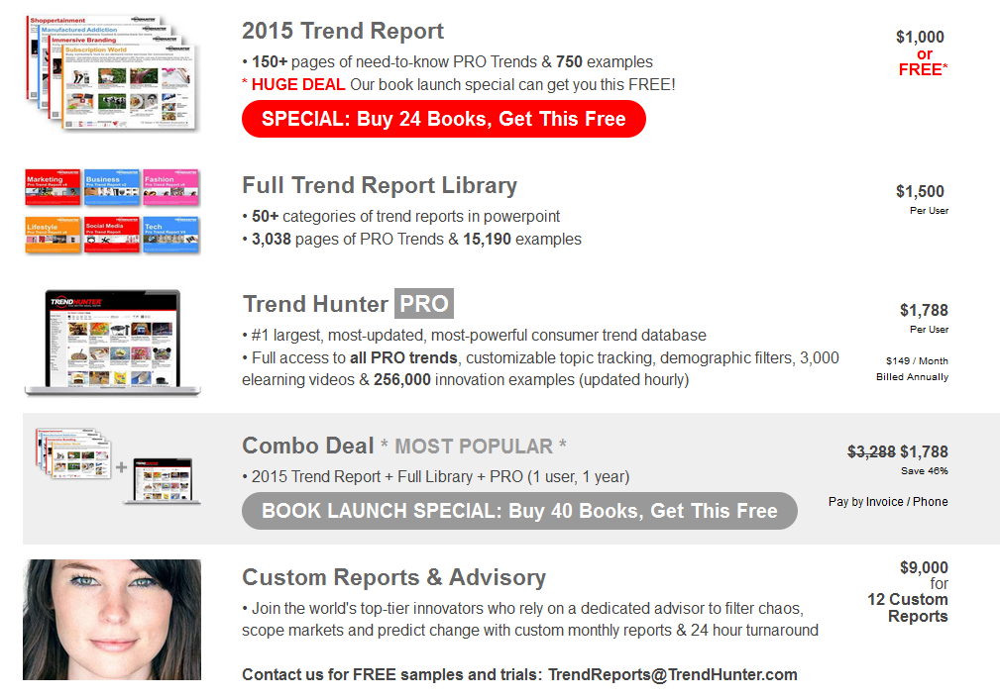 Shoppertainment
Manufactured Addiction
Immersive Branding
Subscription World
2015 Trend Report
• 150+ pages of need-to-know PRO Trends & 750 examples
* HUGE DEAL Our book launch special can get you this FREE!
SPECIAL: Buy 24 Books, Get This Free
$1,000
or
FREE*
Marketing
Business
Fashion
Lifestyle
Social Media
Tech
Full Trend Report Library
• 50+ categories of trend reports in powerpoint
• 3,038 pages of PRO Trends & 15,190 examples
$1,500
Per User
TRENDHUNTER
Trend Hunter PRO
• #1 largest, most-updated, most-powerful consumer trend database
• Full access to all PRO trends, customizable topic tracking, demographic filters, 3,000
elearning videos & 256,000 innovation examples (updated hourly)
$1,788
Per User
$149 / Month
Billed Annually
+
Combo Deal * MOST POPULAR *
• 2015 Trend Report + Full Library + PRO (1 user, 1 year)
BOOK LAUNCH SPECIAL: Buy 40 Books, Get This Free
$3,288 $1,788
Save 46%
Pay by Invoice / Phone
Custom Reports & Advisory
• Join the world's top-tier innovators who rely on a dedicated advisor to filter chaos,
scope markets and predict change with custom monthly reports & 24 hour turnaround
Contact us for FREE samples and trials: TrendReports@TrendHunter.com
$9,000
for
12 Custom
Reports